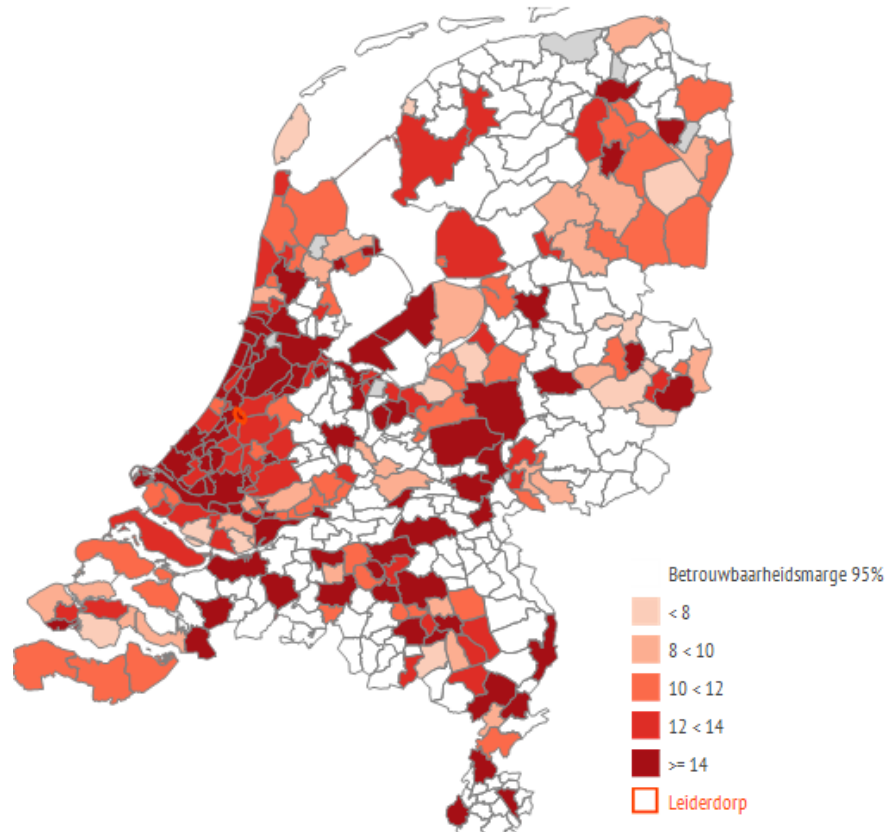 Betrouwbaarheidsmarge 95%
< 8
8 < 10
10 < 12
12 < 14
>= 14
Leiderdorp